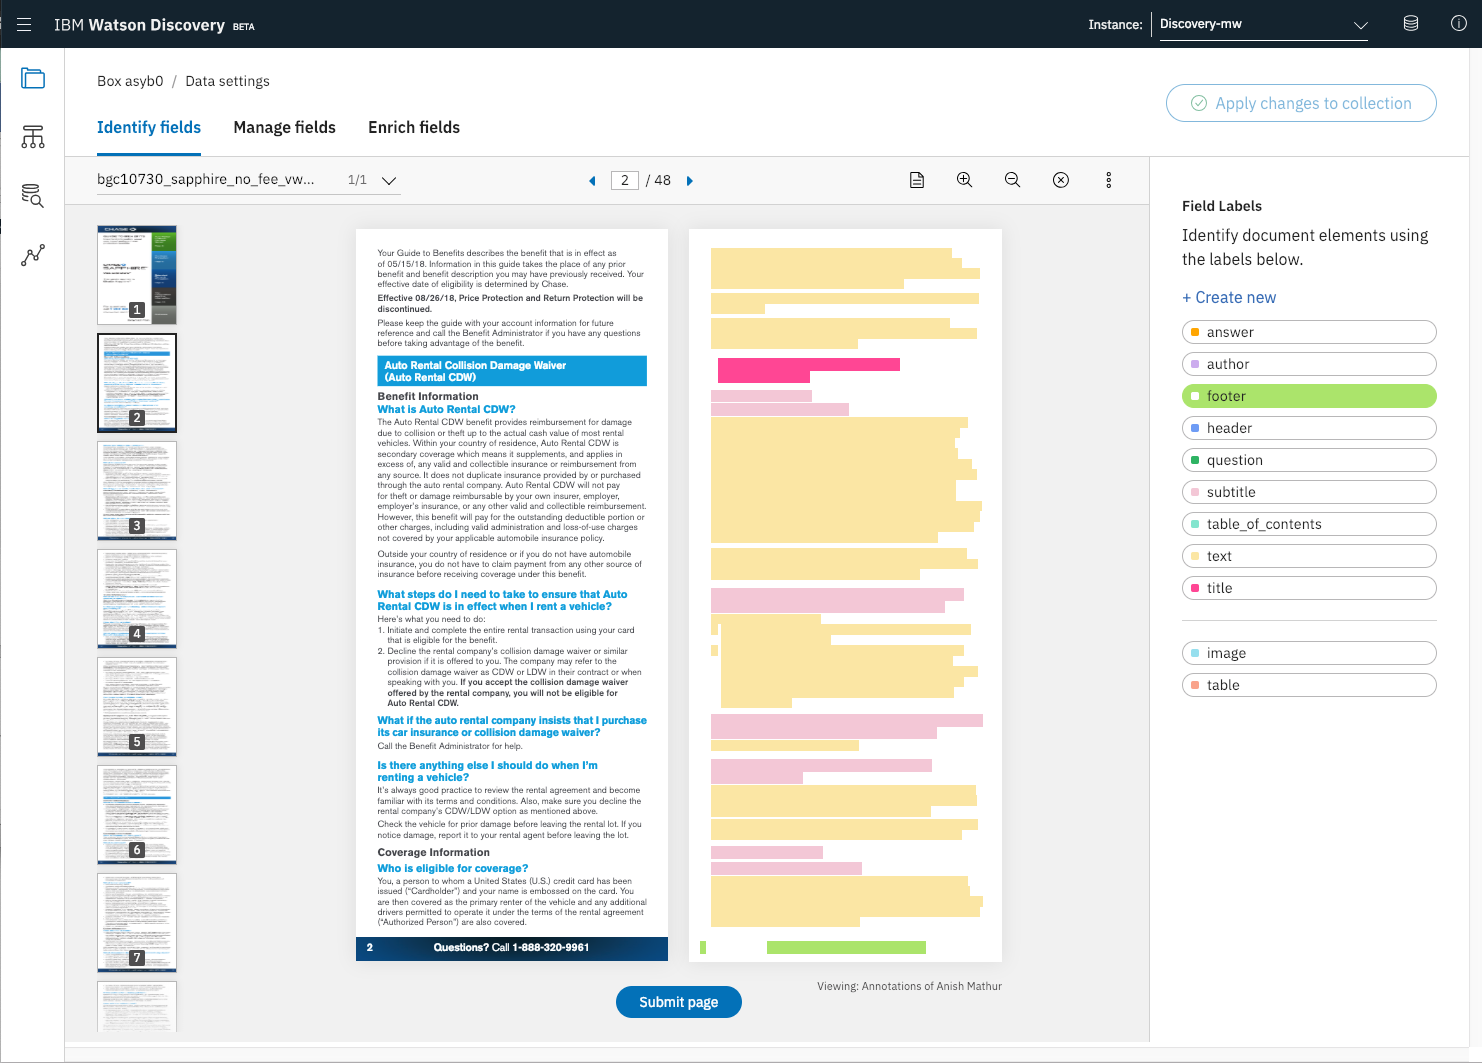 IBM Watson Discovery BETA
Instance: Discovery-mw
Box asyb0 / Data settings
Apply changes to collection
Identify fields Manage fields Enrich fields
bgc10730_sapphire_no_fee_vw... 1/1 2 / 48
CHASE
1
2
3
4
5
6
7
Your Guide to Benefits describes the benefit that is in effect as
of 05/15/18. Information in this guide takes the place of any prior
benefit and benefit description you may have previously received. Your
effective date of eligibility is determined by Chase.
Effective 08/26/18, Price Protection and Return Protection will be
discontinued.
Please keep the guide with your account information for future
reference and call the Benefit Administrator if you have any questions
before taking advantage of the benefit.
Auto Rental Collision Damage Waiver
(Auto Rental CDW)
Benefit Information
What is Auto Rental CDW?
The Auto Rental CDW benefit provides reimbursement for damage
due to collision or theft up to the actual cash value of most rental
vehicles. Within your country of residence, Auto Rental CDW is
secondary coverage which means it supplements, and applies in
excess of, any valid and collectible insurance or reimbursement from
any source. It does not duplicate insurance provided by or purchased
through the auto rental company. Auto Rental CDW will not pay
for theft or damage reimbursable by your own insurer, employer,
employer's insurance, or any other valid and collectible reimbursement.
However, this benefit will pay for the outstanding deductible portion or
other charges, including valid administration and loss-of-use charges
not covered by your applicable automobile insurance policy.
Outside your country of residence or if you do not have automobile
insurance, you do not have to claim payment from any other source of
insurance before receiving coverage under this benefit.
What steps do I need to take to ensure that Auto
Rental CDW is in effect when I rent a vehicle?
Here's what you need to do:
1. Initiate and complete the entire rental transaction using your card
that is eligible for the benefit.
2. Decline the rental company's collision damage waiver or similar
provision if it is offered to you. The company may refer to the
collision damage waiver as CDW or LDW in their contract or when
speaking with you. If you accept the collision damage waiver
offered by the rental company, you will not be eligible for
Auto Rental CDW.
What if the auto rental company insists that I purchase
its car insurance or collision damage waiver?
Call the Benefit Administrator for help.
Is there anything else I should do when I'm
renting a vehicle?
It's always good practice to review the rental agreement and become
familiar with its terms and conditions. Also, make sure you decline the
rental company's CDW/LDW option as mentioned above.
Check the vehicle for prior damage before leaving the rental lot. If you
notice damage, report it to your rental agent before leaving the lot.
Coverage Information
Who is eligible for coverage?
You, a person to whom a United States (U.S.) credit card has been
issued ("Cardholder") and your name is embossed on the card. You
are then covered as the primary renter of the vehicle and any additional
drivers permitted to operate it under the terms of the rental agreement
("Authorized Person") are also covered.
2 Questions? Call 1-888-320-9961
Viewing: Annotations of Anish Mathur
Submit page
Field Labels
Identify document elements using
the labels below.
+ Create new
answer
author
footer
header
question
subtitle
table_of_contents
text
title
image
table